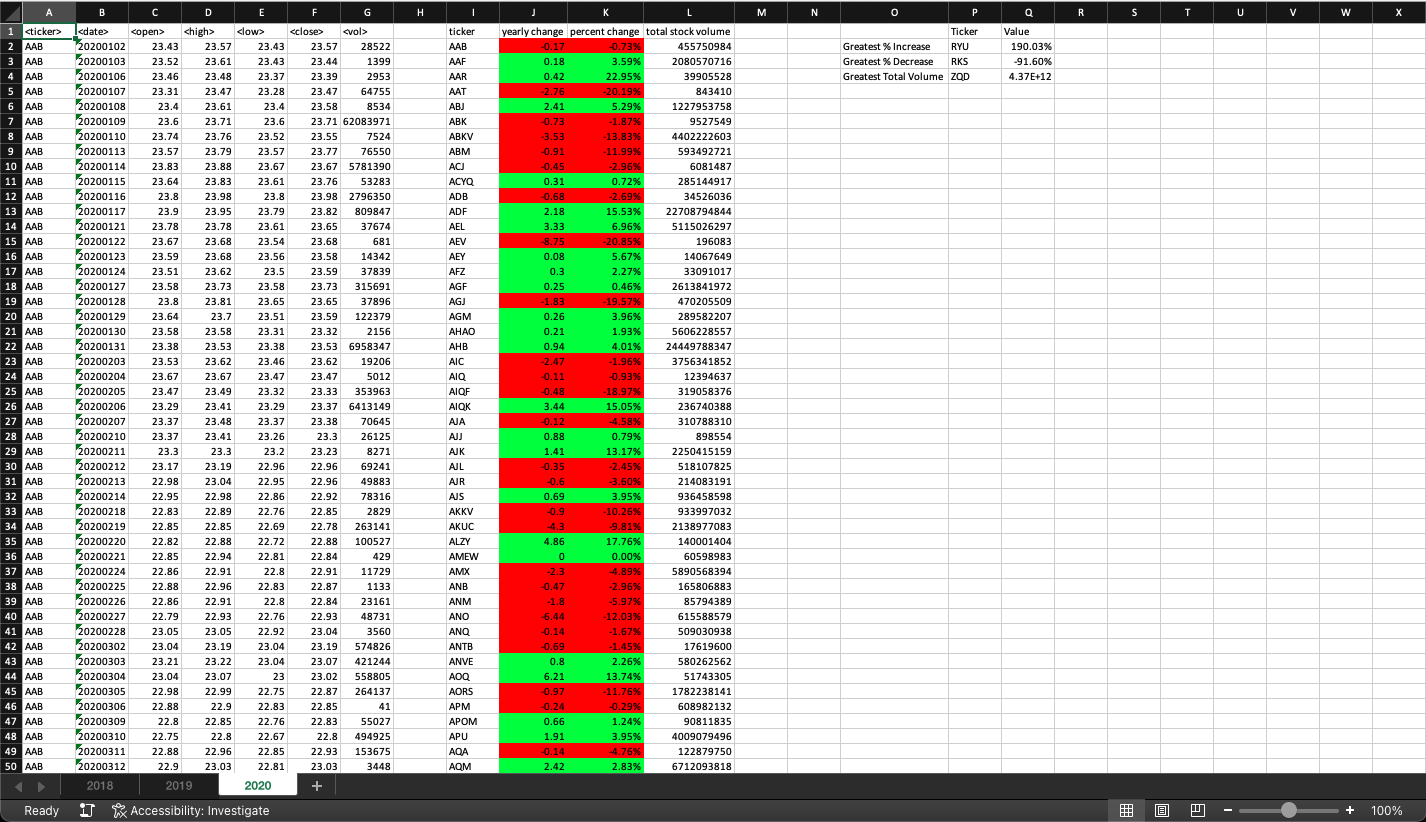 A B C D E F G H I J K L M N O P Q R S T U V W X
1 <ticker> <date> <open> <high> <low> <close> <vol> ticker yearly change percent change total stock volume Ticker Value
2 AAB 20200102 23.43 23.57 23.43 23.57 28522 AAB -0.17 -0.73% 455750984 Greatest % Increase RYU 190.03%
3 AAB 20200103 23.52 23.61 23.43 23.44 1399 AAF 0.18 3.59% 2080570716 Greatest % Decrease RKS -91.60%
4 AAB 20200106 23.46 23.48 23.37 23.39 2953 AAR 0.42 22.95% 39905528 Greatest Total Volume ZQD 4.37E+12
5 AAB 20200107 23.31 23.47 23.28 23.47 64755 AAT -2.76 -20.19% 843410
6 AAB 20200108 23.4 23.61 23.4 23.58 8534 ABJ 2.41 5.29% 1227953758
7 AAB 20200109 23.6 23.71 23.6 23.71 62083971 ABK -0.73 -1.87% 9527549
8 AAB 20200110 23.74 23.76 23.52 23.55 7524 ABKV -3.53 -13.83% 4402222603
9 AAB 20200113 23.57 23.79 23.57 23.77 76550 ABM -0.91 -11.99% 593492721
10 AAB 20200114 23.83 23.88 23.67 23.67 5781390 ACJ -0.45 -2.96% 6081487
11 AAB 20200115 23.64 23.83 23.61 23.76 53283 ACYQ 0.31 0.72% 285144917
12 AAB 20200116 23.8 23.98 23.8 23.98 2796350 ADB -0.68 -2.69% 34526036
13 AAB 20200117 23.9 23.95 23.79 23.82 809847 ADF 2.18 15.53% 22708794844
14 AAB 20200121 23.78 23.78 23.61 23.65 37674 AEL 3.33 6.96% 5115026297
15 AAB 20200122 23.67 23.68 23.54 23.68 681 AEV -8.75 -20.85% 196083
16 AAB 20200123 23.59 23.68 23.56 23.58 14342 AEY 0.08 5.67% 14067649
17 AAB 20200124 23.51 23.62 23.5 23.59 37839 AFZ 0.3 2.27% 33091017
18 AAB 20200127 23.58 23.73 23.58 23.73 315691 AGF 0.25 0.46% 2613841972
19 AAB 20200128 23.8 23.81 23.65 23.65 37896 AGJ -1.83 -19.57% 470205509
20 AAB 20200129 23.64 23.7 23.51 23.59 122379 AGM 0.26 3.96% 289582207
21 AAB 20200130 23.58 23.58 23.31 23.32 2156 AHAO 0.21 1.93% 5606228557
22 AAB 20200131 23.38 23.53 23.38 23.53 6958347 AHB 0.94 4.01% 24449788347
23 AAB 20200203 23.53 23.62 23.46 23.62 19206 AIC -2.47 -1.96% 3756341852
24 AAB 20200204 23.67 23.67 23.47 23.47 5012 AIQ -0.11 -0.93% 12394637
25 AAB 20200205 23.47 23.49 23.32 23.33 353963 AIQF -0.48 -18.97% 319058376
26 AAB 20200206 23.29 23.41 23.29 23.37 6413149 AIQK 3.44 15.05% 236740388
27 AAB 20200207 23.37 23.48 23.37 23.38 70645 AJA -0.12 -4.58% 310788310
28 AAB 20200210 23.37 23.41 23.26 23.3 26125 AJJ 0.88 0.79% 898554
29 AAB 20200211 23.3 23.3 23.2 23.23 8271 AJK 1.41 13.17% 2250415159
30 AAB 20200212 23.17 23.19 22.96 22.96 69241 AJL -0.35 -2.45% 518107825
31 AAB 20200213 22.98 23.04 22.95 22.96 49883 AJR -0.6 -3.60% 214083191
32 AAB 20200214 22.95 22.98 22.86 22.92 78316 AJS 0.69 3.95% 936458598
33 AAB 20200218 22.83 22.89 22.76 22.85 2829 AKKV -0.9 -10.26% 933997032
34 AAB 20200219 22.85 22.85 22.69 22.78 263141 AKUC -4.3 -9.81% 2138977083
35 AAB 20200220 22.82 22.88 22.72 22.88 100527 ALZY 4.86 17.76% 140001404
36 AAB 20200221 22.85 22.94 22.81 22.84 429 AMEW 0 0.00% 60598983
37 AAB 20200224 22.86 22.91 22.8 22.91 11729 AMX -2.3 -4.89% 5890568394
38 AAB 20200225 22.88 22.96 22.83 22.87 1133 ANB -0.47 -2.96% 165806883
39 AAB 20200226 22.86 22.91 22.8 22.84 23161 ANM -1.8 -5.97% 85794389
40 AAB 20200227 22.79 22.93 22.76 22.93 48731 ANO -6.44 -12.03% 615588579
41 AAB 20200228 23.05 23.05 22.92 23.04 3560 ANQ -0.14 -1.67% 509030938
42 AAB 20200302 23.04 23.19 23.04 23.19 574826 ANTB -0.69 -1.45% 17619600
43 AAB 20200303 23.21 23.22 23.04 23.07 421244 ANVE 0.8 2.26% 580262562
44 AAB 20200304 23.04 23.07 23 23.02 558805 AOQ 6.21 13.74% 51743305
45 AAB 20200305 22.98 22.99 22.75 22.87 264137 AORS -0.97 -11.76% 1782238141
46 AAB 20200306 22.88 22.9 22.83 22.85 41 APM -0.24 -0.29% 608982132
47 AAB 20200309 22.8 22.85 22.76 22.83 55027 APOM 0.66 1.24% 90811835
48 AAB 20200310 22.75 22.8 22.67 22.8 494925 APU 1.91 3.95% 4009079496
49 AAB 20200311 22.88 22.96 22.85 22.93 153675 AQA -0.14 -4.76% 122879750
50 AAB 20200312 22.9 23.03 22.81 23.03 3448 AQM 2.42 2.83% 6712093818
2018 2019 2020 +
Ready Accessibility: Investigate 100%